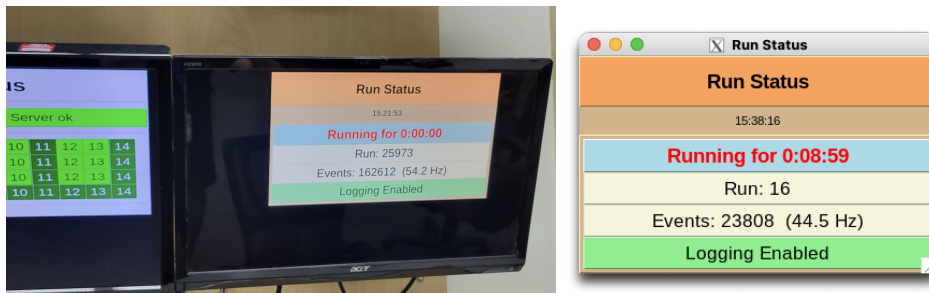 us
Server ok
10 11 12 13 14
10 11 12 13 14
10 11 12 13 14
10 11 12 13 14
HDMI
Run Status
15:21:53
Running for 0:00:00
Run: 25973
Events: 162612 (54.2 Hz)
Logging Enabled
acer
X Run Status
Run Status
15:38:16
Running for 0:08:59
Run: 16
Events: 23808 (44.5 Hz)
Logging Enabled